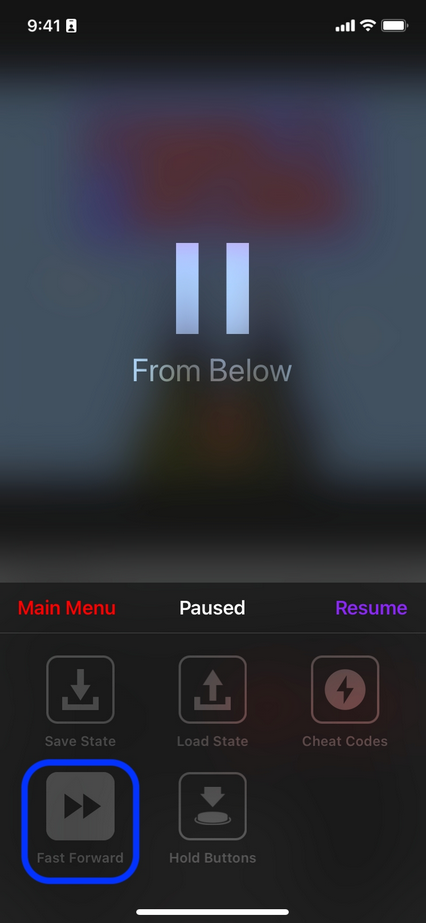 9:41
From Below
Main Menu Paused Resume
Save State Load State Cheat Codes
Fast Forward Hold Buttons